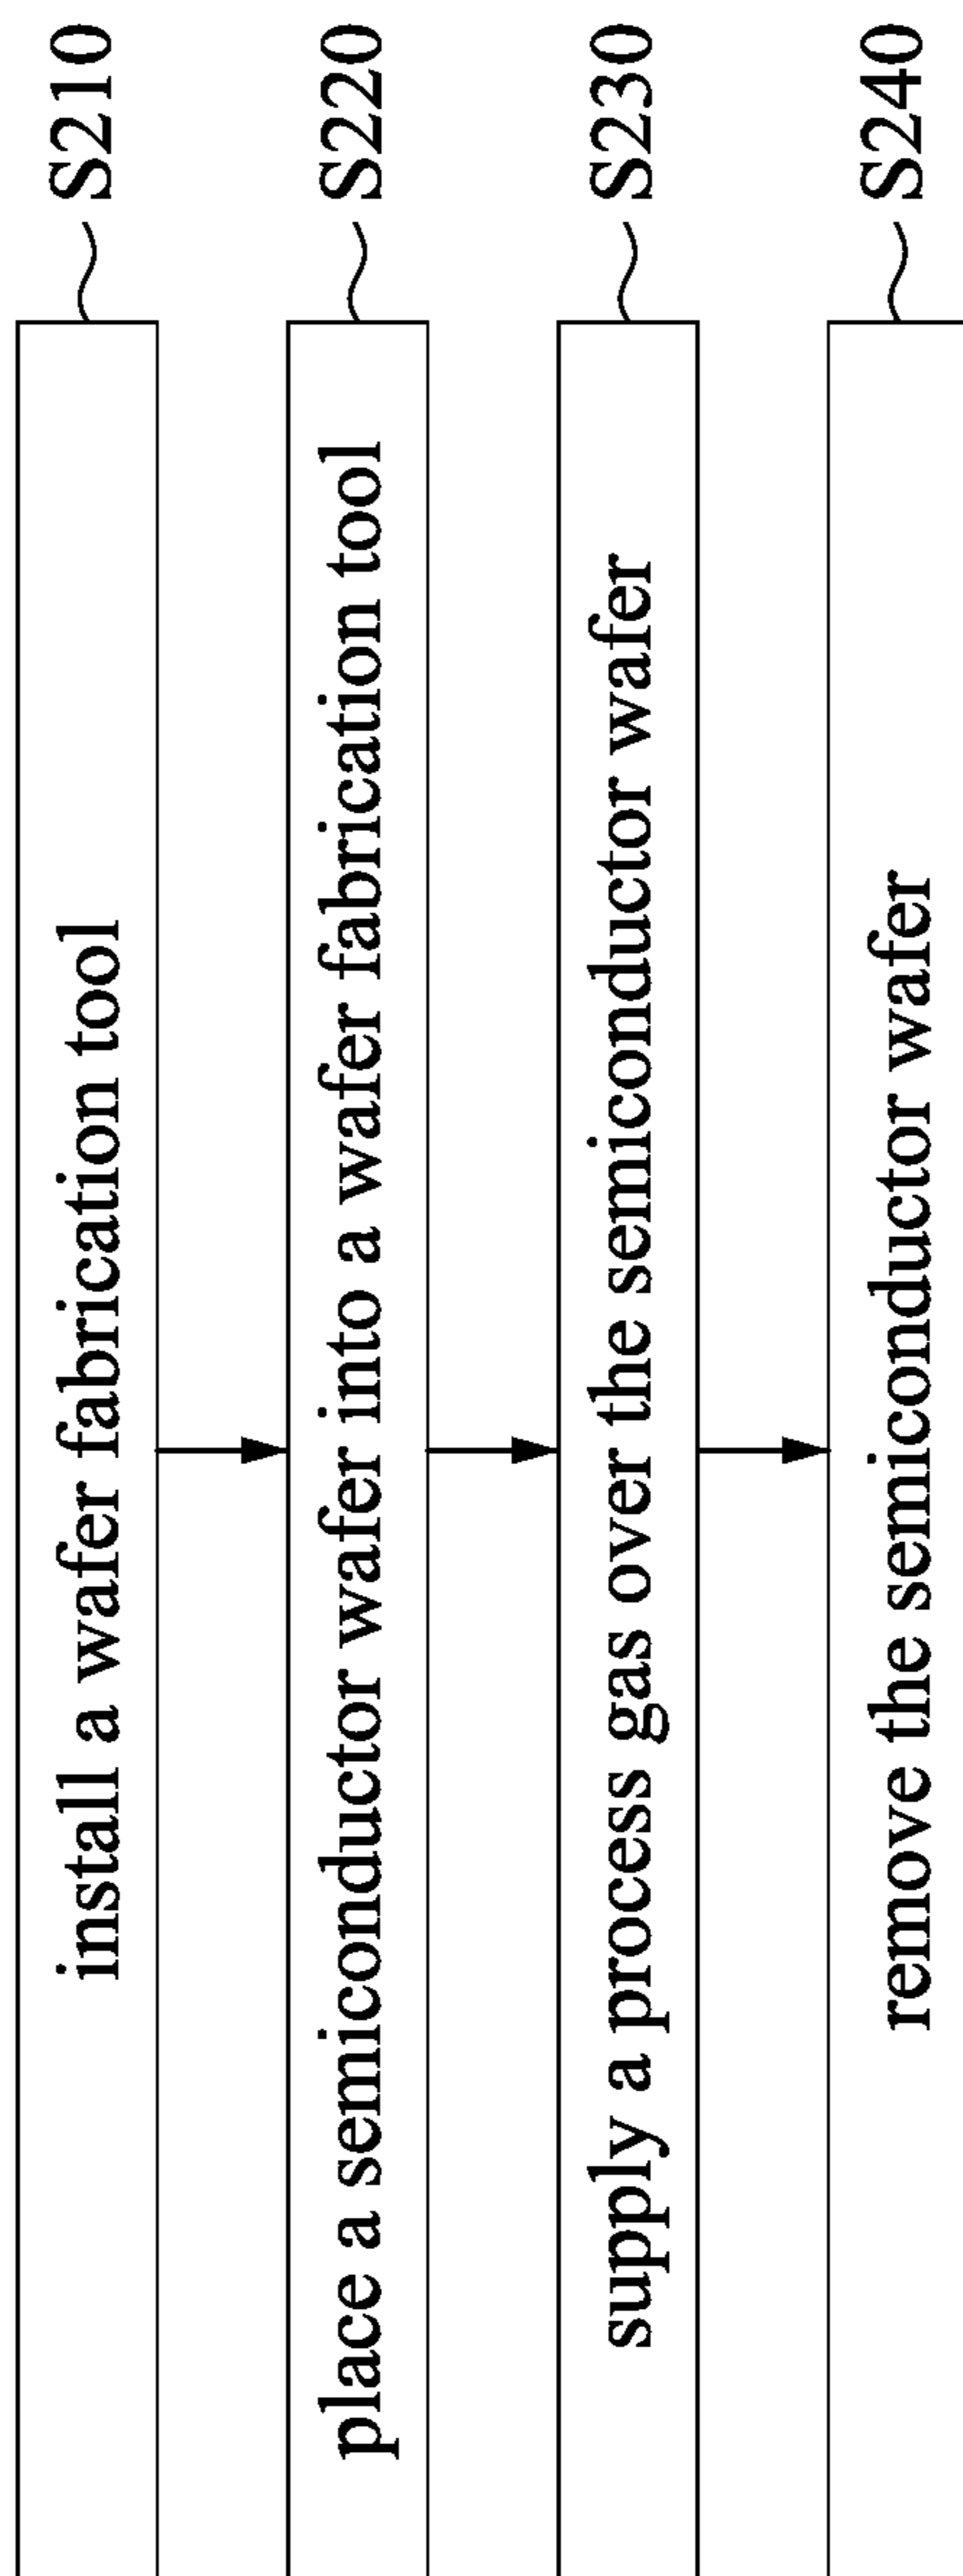 install a wafer fabrication tool
S210
place a semiconductor wafer into a wafer fabrication tool
S220
supply a process gas over the semiconductor wafer
S230
remove the semiconductor wafer
S240